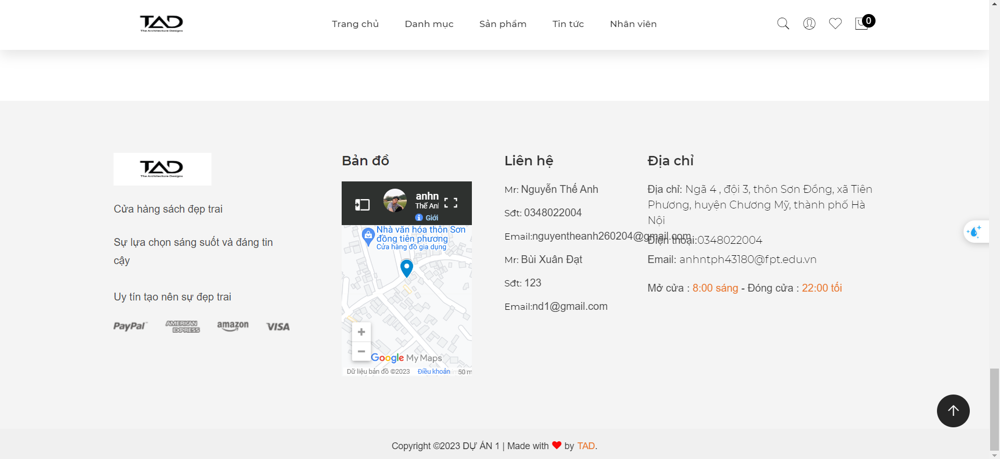 TAD
The Architecture Designs
Trang chủ
Danh mục
Sản phẩm
Tin tức
Nhân viên
0
TAD
The Architecture Designs
Cửa hàng sách đẹp trai
Sự lựa chọn sáng suốt và đáng tin
cậy
Uy tín tạo nên sự đẹp trai
PayPal
AMERICAN
EXPRESS
amazon
VISA
Bản đồ
anhn
Thế Anl
Giới
Nhà văn hóa thôn Sơn
đồng tiên phương
Cửa hàng đồ gia dụng
+
−
Google My Maps
Dữ liệu bản đồ ©2023
Điều khoản
50 m
Liên hệ
Mr: Nguyễn Thế Anh
Sđt: 0348022004
Email:nguyentheanh260204@gmail.com
Mr: Bùi Xuân Đạt
Sđt: 123
Email:nd1@gmail.com
Địa chỉ
Địa chỉ: Ngã 4 , đội 3, thôn Sơn Đồng, xã Tiên
Phương, huyện Chương Mỹ, thành phố Hà
Nội
Điện thoại:0348022004
Email: anhntph43180@fpt.edu.vn
Mở cửa : 8:00 sáng - Đóng cửa : 22:00 tối
Copyright ©2023 DỰ ÁN 1 | Made with ❤ by TAD.